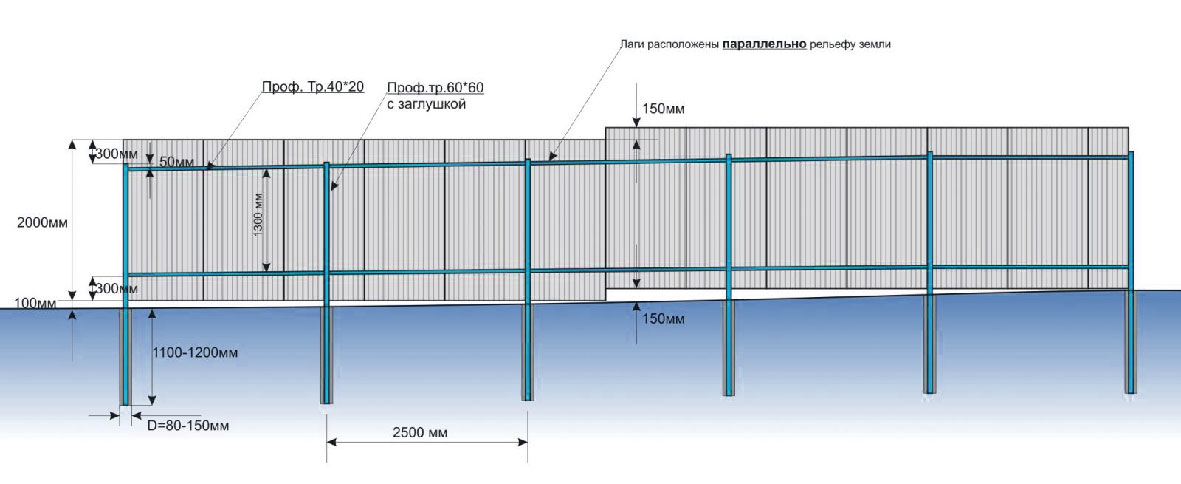 Лаги расположены параллельно рельефу земли
Проф. Тр.40*20
Проф.тр.60*60
с заглушкой
150мм
300мм
50мм
2000мм
1300 мм
300мм
100мм
150мм
1100-1200мм
D=80-150мм
2500 мм